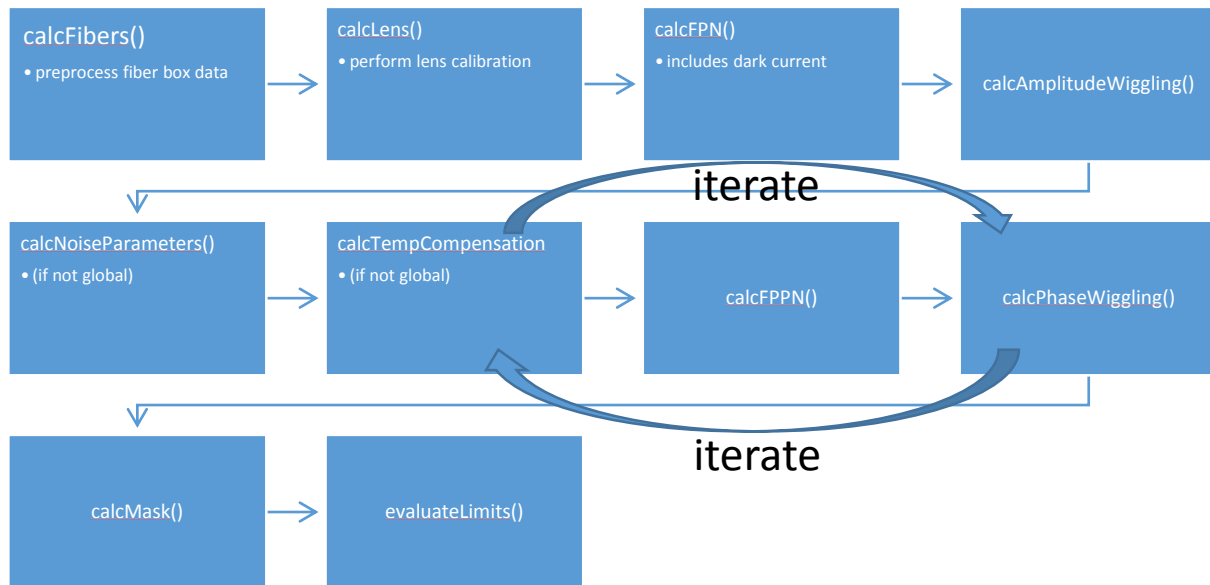 calcFibers()
• preprocess fiber box data
calcLens()
• perform lens calibration
calcFPN()
• includes dark current
calcAmplitudeWiggling()
iterate
calcNoiseParameters()
• (if not global)
calcTempCompensation
• (if not global)
calcFPPN()
calcPhaseWiggling()
iterate
calcMask()
evaluateLimits()